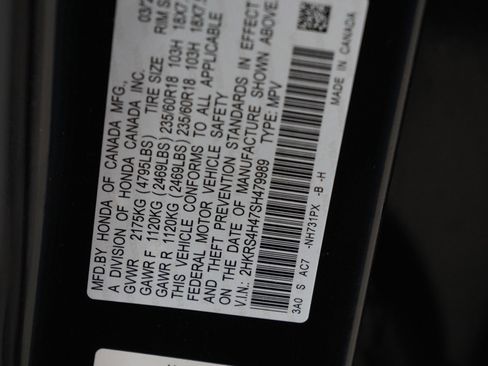 MFD.BY HONDA OF CANADA MFG.,
A DIVISION OF HONDA CANADA INC. 03/
GVWR 2175KG (4795LBS) TIRE SIZE RIM SI
GAWR F 1120KG (2469LBS) 235/60R18 103H 18X7.
GAWR R 1120KG (2469LBS) 235/60R18 103H 18X7.
THIS VEHICLE CONFORMS TO ALL APPLICABLE
FEDERAL MOTOR VEHICLE SAFETY
AND THEFT PREVENTION STANDARDS IN EFFECT
ON THE DATE OF MANUFACTURE SHOWN ABOVE.
V.I.N.: 2HKRS4H47SH479989 TYPE: MPV
3A0 S AC7 -NH731PX -B -H MADE IN CANADA